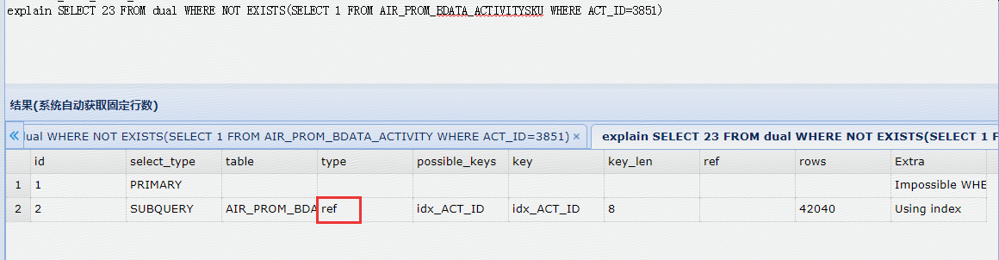 explain SELECT 23 FROM dual WHERE NOT EXISTS(SELECT 1 FROM AIR_PROM_BDATA_ACTIVITYSKU WHERE ACT_ID=3851)
结果(系统自动获取固定行数)
dual WHERE NOT EXISTS(SELECT 1 FROM AIR_PROM_BDATA_ACTIVITY WHERE ACT_ID=3851) × explain SELECT 23 FROM dual WHERE NOT EXISTS(SELECT 1 F
id select_type table type possible_keys key key_len ref rows Extra
1 1 PRIMARY Impossible WHE
2 2 SUBQUERY AIR_PROM_BDA ref idx_ACT_ID idx_ACT_ID 8 42040 Using index